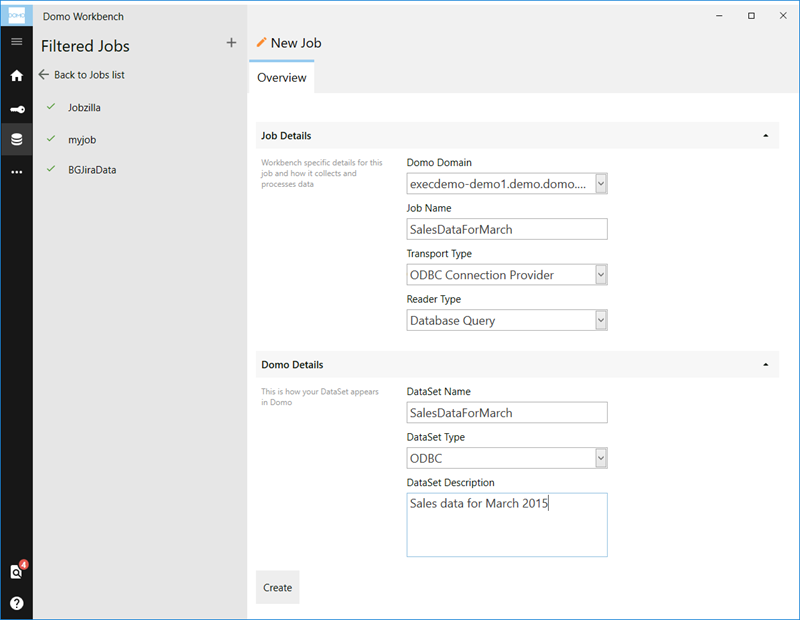 DOMO
Domo Workbench
Filtered Jobs
Back to Jobs list
Jobzilla
myjob
BGJiraData
4
New Job
Overview
Job Details
Workbench specific details for this
job and how it collects and
processes data
Domo Domain
execdemo-demo1.demo.domo....
Job Name
SalesDataForMarch
Transport Type
ODBC Connection Provider
Reader Type
Database Query
Domo Details
This is how your DataSet appears
in Domo
DataSet Name
SalesDataForMarch
DataSet Type
ODBC
DataSet Description
Sales data for March 2015
Create